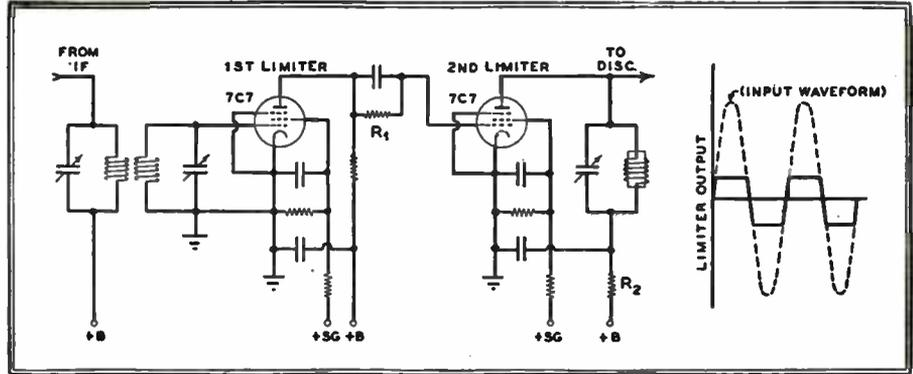 FROM
IF
1ST LIMITER
7C7
R1
2ND LIMITER
7C7
TO
DISC.
(INPUT WAVEFORM)
LIMITER OUTPUT
R2
+B
+SG +B
+SG
+B